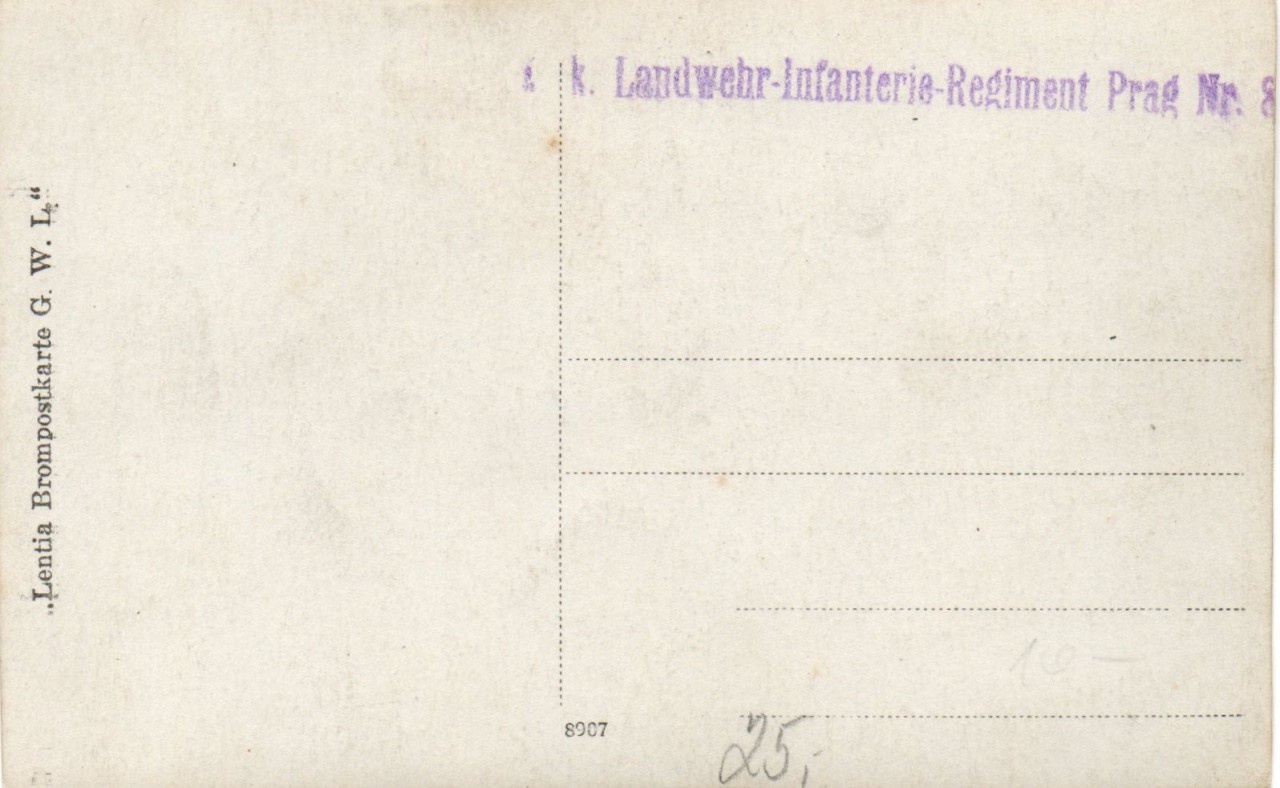 k. Landwehr-Infanterie-Regiment Prag Nr. 8
„Lentia Brompostkarte G. W. L.“
10 —
8907
25,-